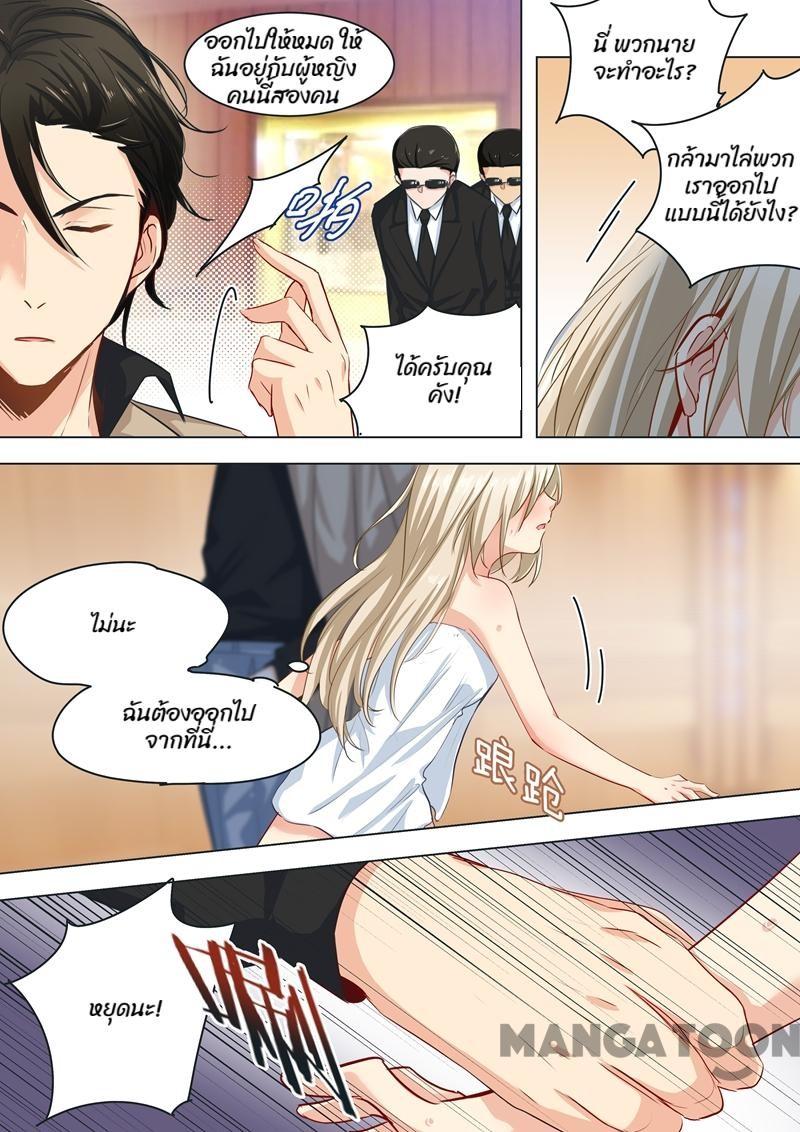 ออกไปให้หมด ให้
ฉันอยู่กับผู้หญิง
คนนี้สองคน
นี่ พวกนาย
จะทำอะไร?
กล้ามาไล่พวก
เราออกไป
แบบนี้ได้ยังไง?
啪
ได้ครับคุณ
คัง!
ไม่นะ
ฉันต้องออกไป
จากที่นี่...
踉跄
หยุดนะ!
MANGATOON